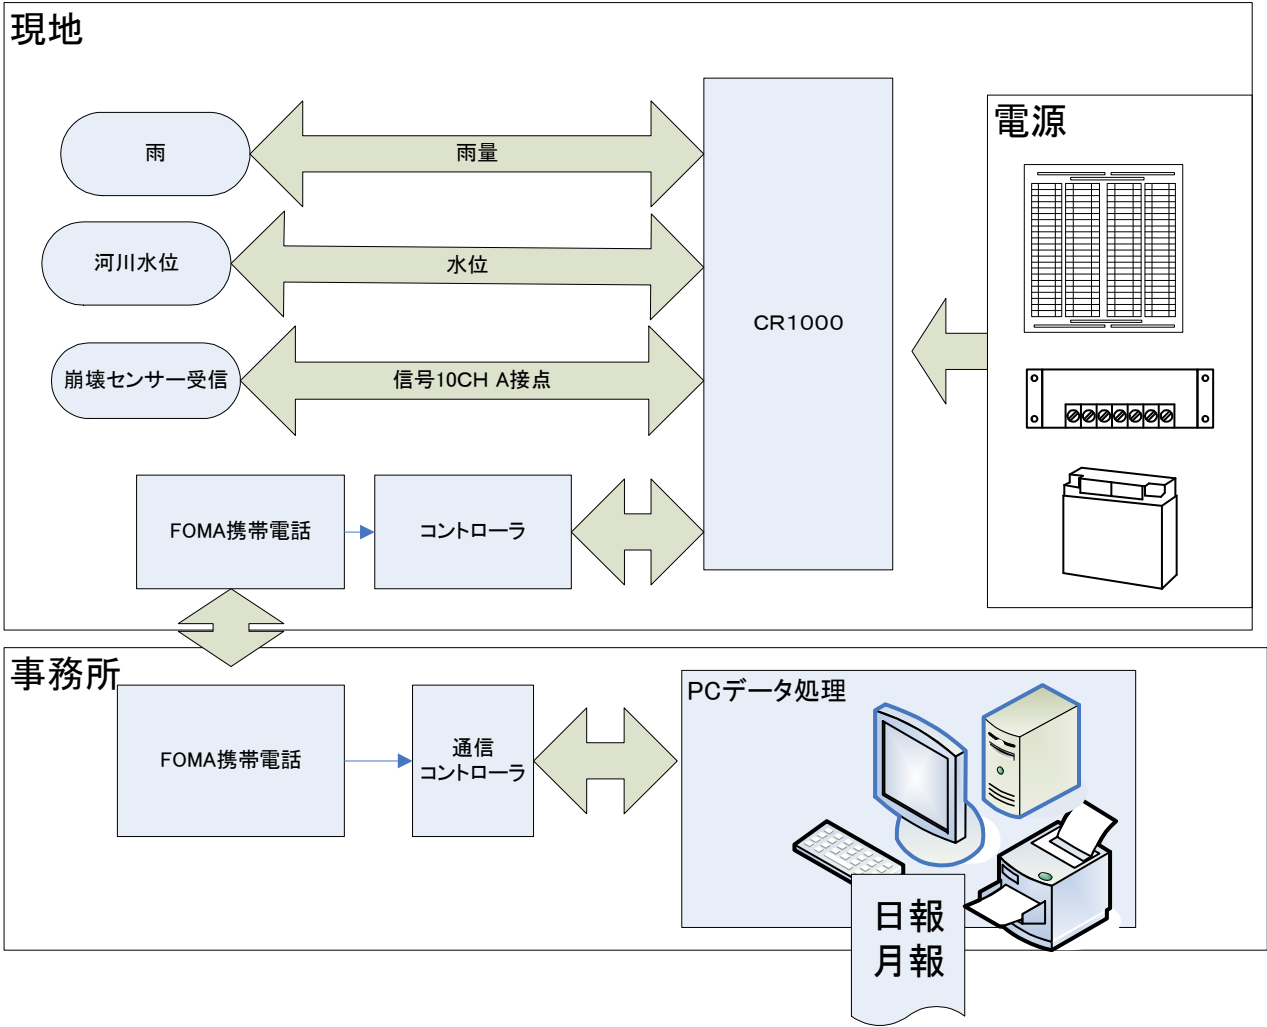 現地
電源
雨
雨量
河川水位
水位
CR1000
崩壊センサー受信
信号10CH A接点
FOMA携帯電話
コントローラ
事務所
PCデータ処理
FOMA携帯電話
通信
コントローラ
日報
月報